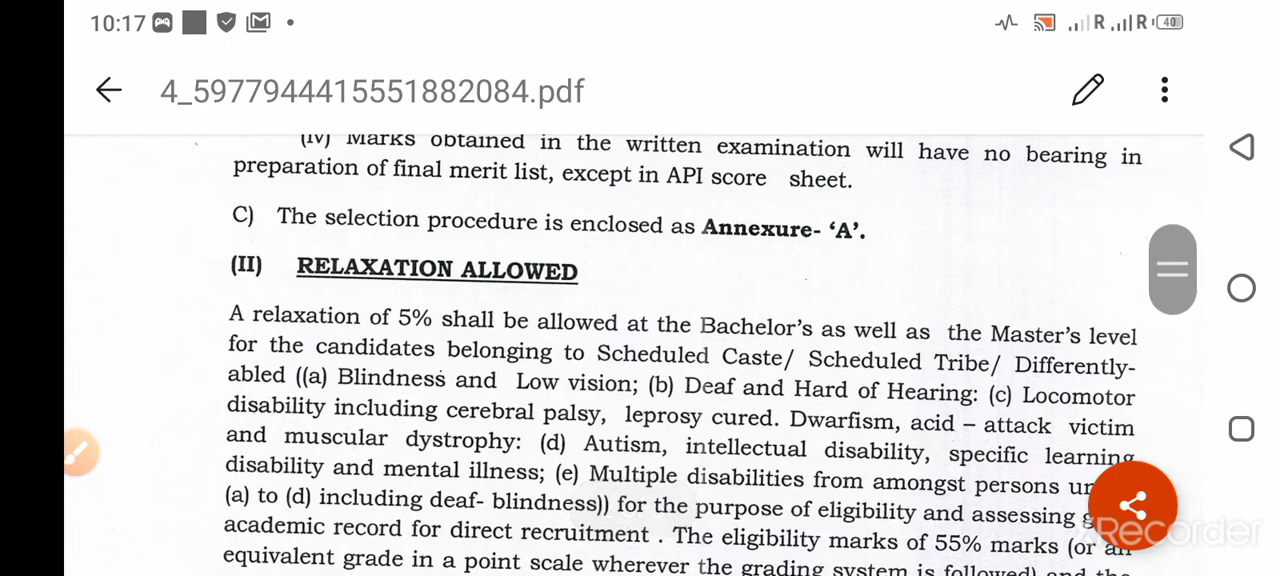 10:17
R R 40
4_5977944415551882084.pdf
(iv) Marks obtained in the written examination will have no bearing in
preparation of final merit list, except in API score sheet.
C) The selection procedure is enclosed as Annexure- ‘A’.
(II) RELAXATION ALLOWED
A relaxation of 5% shall be allowed at the Bachelor's as well as the Master's level
for the candidates belonging to Scheduled Caste/ Scheduled Tribe/ Differently-
abled ((a) Blindness and Low vision; (b) Deaf and Hard of Hearing: (c) Locomotor
disability including cerebral palsy, leprosy cured. Dwarfism, acid – attack victim
and muscular dystrophy: (d) Autism, intellectual disability, specific learning
disability and mental illness; (e) Multiple disabilities from amongst persons
(a) to (d) including deaf- blindness)) for the purpose of eligibility and assessing
academic record for direct recruitment . The eligibility marks of 55% marks (or an
equivalent grade in a point scale wherever the grading system is followed) and the
XRecorder